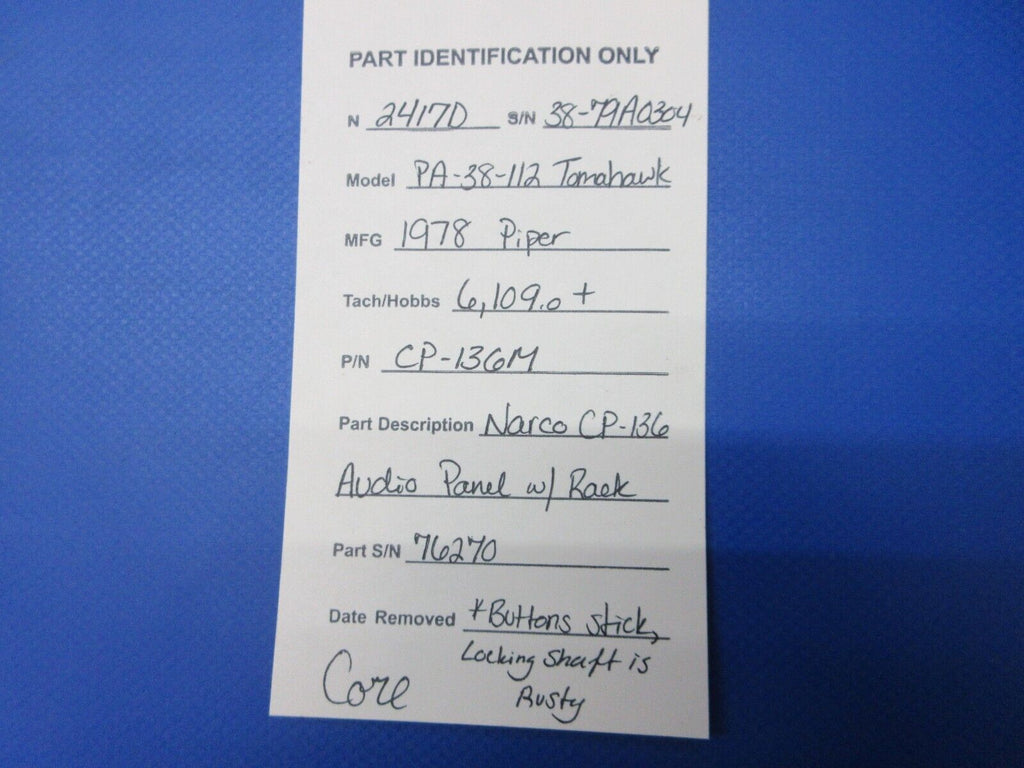 PART IDENTIFICATION ONLY
N 2417D S/N 38-79A0304
Model PA-38-112 Tomahawk
MFG 1978 Piper
Tach/Hobbs 6,109.0 +
P/N CP-136M
Part Description Narco CP-136
Audio Panel w/ Rack
Part S/N 76270
Date Removed *Buttons stick,
Locking Shaft is
Rusty
Core